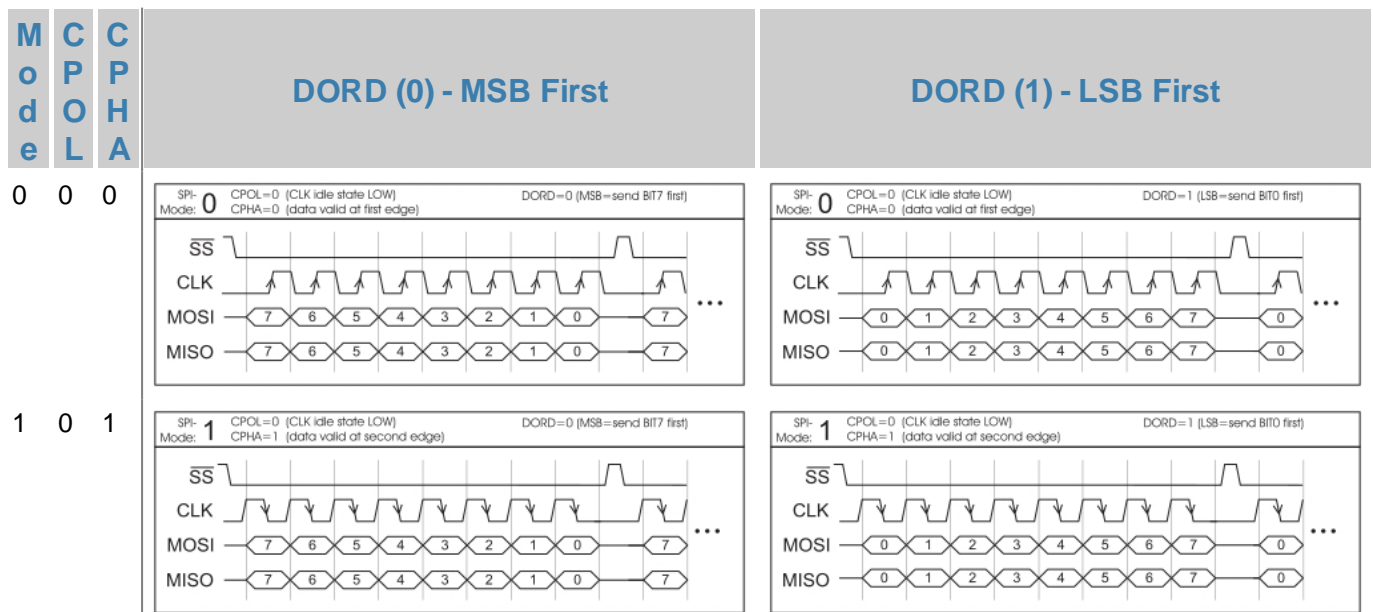 Mode CPOL CPHA DORD (0) - MSB First DORD (1) - LSB First
0 0 0
SPI-Mode: 0 CPOL=0 (CLK idle state LOW) DORD=0 (MSB=send BIT7 first)
CPHA=0 (data valid at first edge)
SS
CLK
MOSI 7 6 5 4 3 2 1 0 7 ...
MISO 7 6 5 4 3 2 1 0 7
SPI-Mode: 0 CPOL=0 (CLK idle state LOW) DORD=1 (LSB=send BIT0 first)
CPHA=0 (data valid at first edge)
SS
CLK
MOSI 0 1 2 3 4 5 6 7 0 ...
MISO 0 1 2 3 4 5 6 7 0
1 0 1
SPI-Mode: 1 CPOL=0 (CLK idle state LOW) DORD=0 (MSB=send BIT7 first)
CPHA=1 (data valid at second edge)
SS
CLK
MOSI 7 6 5 4 3 2 1 0 7 ...
MISO 7 6 5 4 3 2 1 0 7
SPI-Mode: 1 CPOL=0 (CLK idle state LOW) DORD=1 (LSB=send BIT0 first)
CPHA=1 (data valid at second edge)
SS
CLK
MOSI 0 1 2 3 4 5 6 7 0 ...
MISO 0 1 2 3 4 5 6 7 0